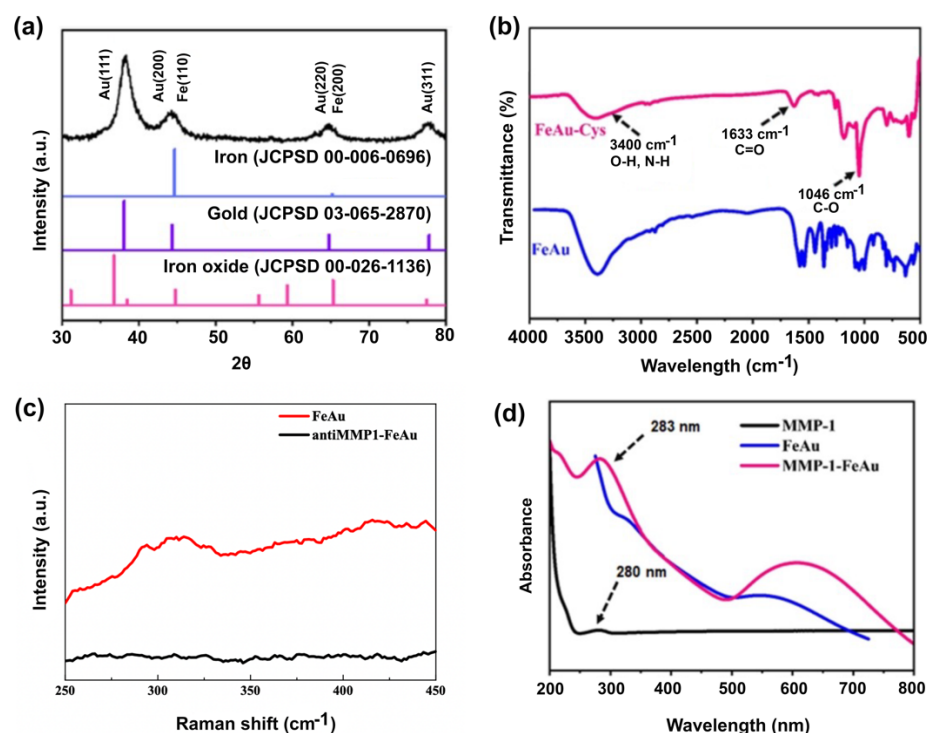 (a)
Au(111)
Au(200)
Fe(110)
Au(220)
Fe(200)
Au(311)
Iron (JCPSD 00-006-0696)
Gold (JCPSD 03-065-2870)
Iron oxide (JCPSD 00-026-1136)
Intensity (a.u.)
30 40 50 60 70 80
2θ
(b)
FeAu-Cys
3400 cm-1
O-H, N-H
1633 cm-1
C=O
1046 cm-1
C-O
FeAu
Transmittance (%)
4000 3500 3000 2500 2000 1500 1000 500
Wavelength (cm-1)
(c)
FeAu
antiMMP1-FeAu
Intensity (a.u.)
250 300 350 400 450
Raman shift (cm-1)
(d)
283 nm
MMP-1
FeAu
MMP-1-FeAu
280 nm
Absorbance
200 300 400 500 600 700 800
Wavelength (nm)